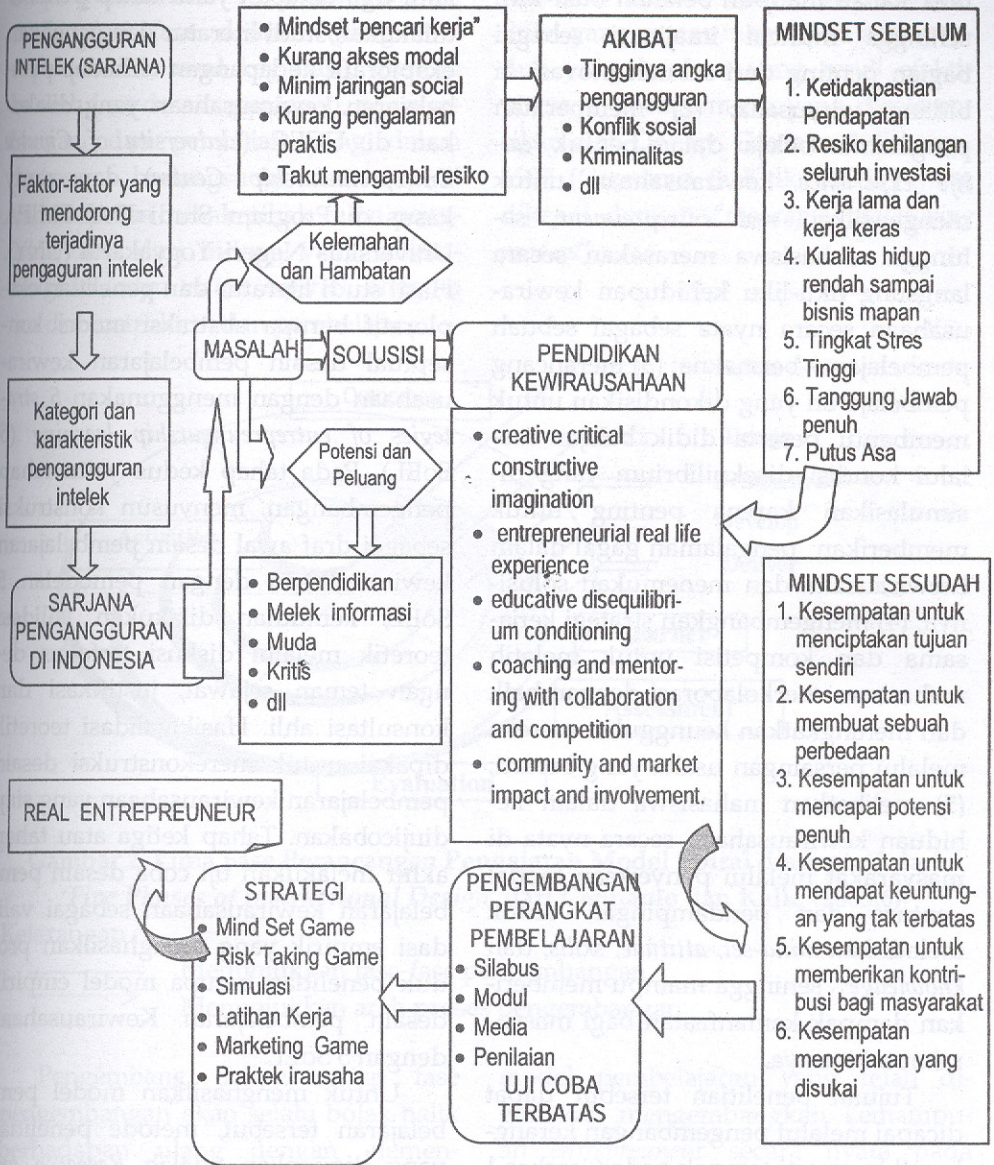 PENGANGGURAN
INTELEK (SARJANA)
Faktor-faktor yang
mendorong
terjadinya
pengaguran intelek
Kategori dan
karakteristik
pengangguran
intelek
SARJANA
PENGANGGURAN
DI INDONESIA
• Mindset “pencari kerja”
• Kurang akses modal
• Minim jaringan social
• Kurang pengalaman
praktis
• Takut mengambil resiko
Kelemahan
dan Hambatan
MASALAH
SOLUSISI
Potensi dan
Peluang
• Berpendidikan
• Melek informasi
• Muda
• Kritis
• dll
AKIBAT
• Tingginya angka
pengangguran
• Konflik sosial
• Kriminalitas
• dll
MINDSET SEBELUM
1. Ketidakpastian
Pendapatan
2. Resiko kehilangan
seluruh investasi
3. Kerja lama dan
kerja keras
4. Kualitas hidup
rendah sampai
bisnis mapan
5. Tingkat Stres
Tinggi
6. Tanggung Jawab
penuh
7. Putus Asa
PENDIDIKAN
KEWIRAUSAHAAN
• creative critical
constructive
imagination
• entrepreneurial real life
experience
• educative disequilibri-
um conditioning
• coaching and mentor-
ing with collaboration
and competition
• community and market
impact and involvement.
MINDSET SESUDAH
1. Kesempatan untuk
menciptakan tujuan
sendiri
2. Kesempatan untuk
membuat sebuah
perbedaan
3. Kesempatan untuk
mencapai potensi
penuh
4. Kesempatan untuk
mendapat keuntung-
an yang tak terbatas
5. Kesempatan untuk
memberikan kontri-
busi bagi masyarakat
6. Kesempatan
mengerjakan yang
disukai
PENGEMBANGAN
PERANGKAT
PEMBELAJARAN
• Silabus
• Modul
• Media
• Penilaian
UJI COBA
TERBATAS
STRATEGI
• Mind Set Game
• Risk Taking Game
• Simulasi
• Latihan Kerja
• Marketing Game
• Praktek irausaha
REAL ENTREPREUNEUR